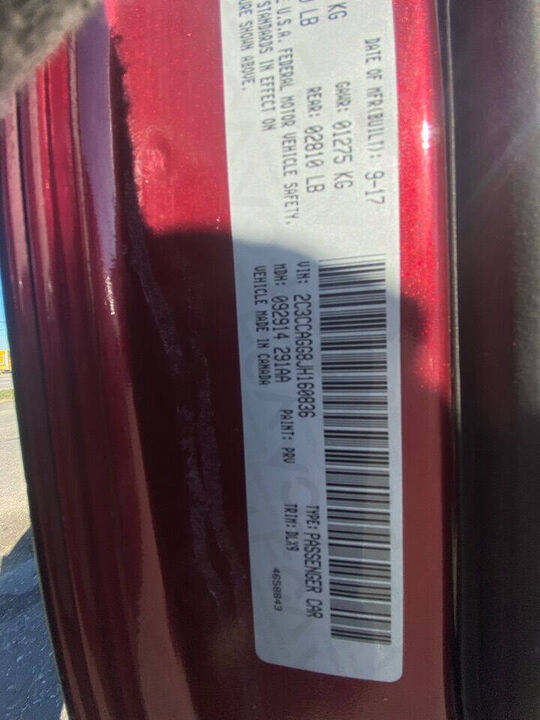 DATE OF MFR(BUILT): 9-17
KG
GAWR: 01275 KG
LB
REAR: 02810 LB
U.S.A. FEDERAL MOTOR VEHICLE SAFETY,
STANDARDS IN EFFECT ON
SHOWN ABOVE.
VIN: 2C3CCAGG8JH160836
TYPE: PASSENGER CAR
MDH: 092914 291AA
PAINT: PRV
TRIM: DLX9
VEHICLE MADE IN CANADA
4658843